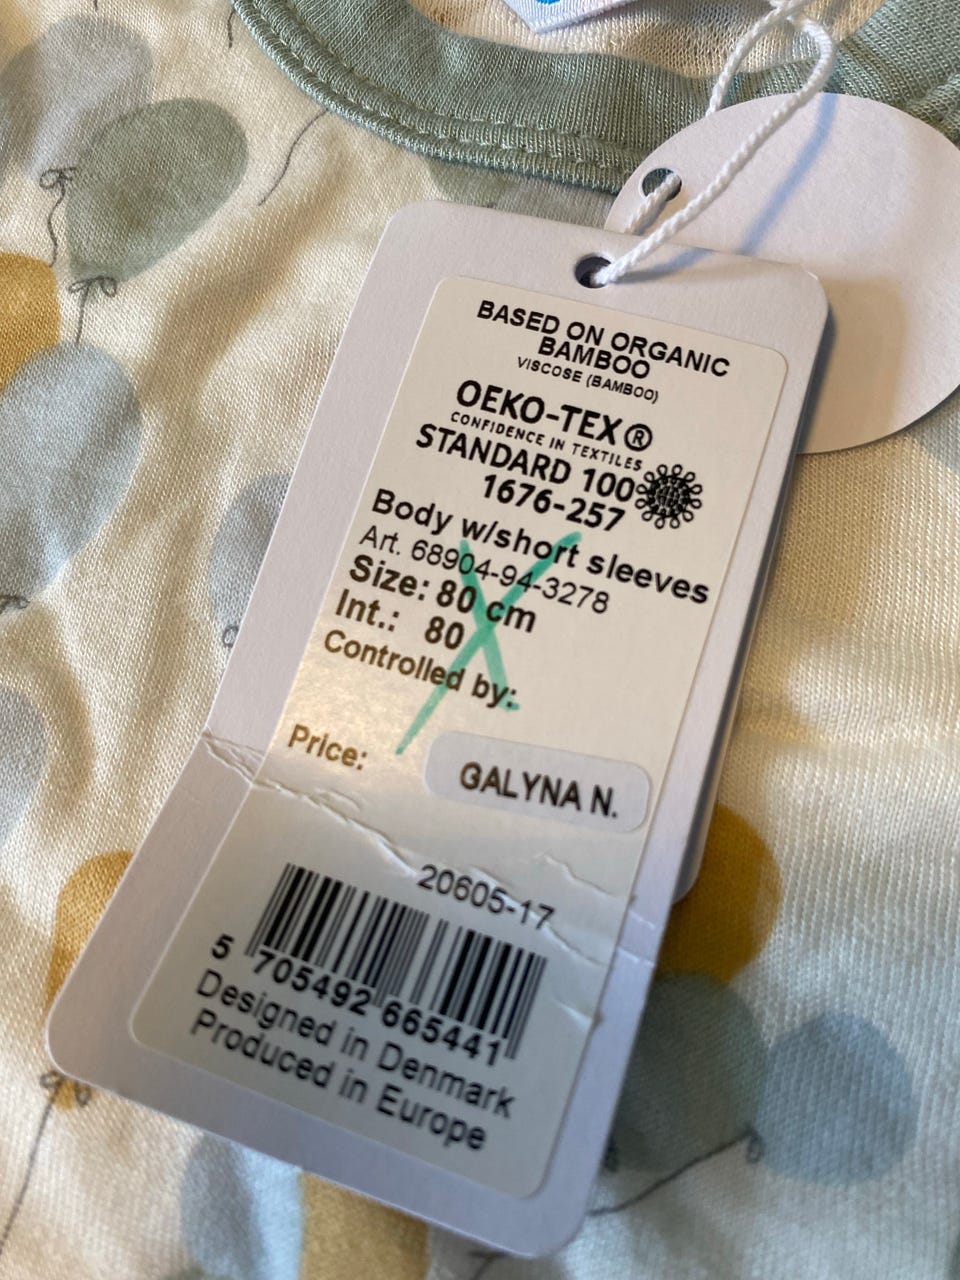 BASED ON ORGANIC
BAMBOO
VISCOSE (BAMBOO)
OEKO-TEX®
CONFIDENCE IN TEXTILES
STANDARD 100
1676-257
Body w/short sleeves
Art. 68904-94-3278
Size: 80 cm
Int.: 80
Controlled by:
Price:
GALYNA N.
20605-17
5 705492 665441
Designed in Denmark
Produced in Europe